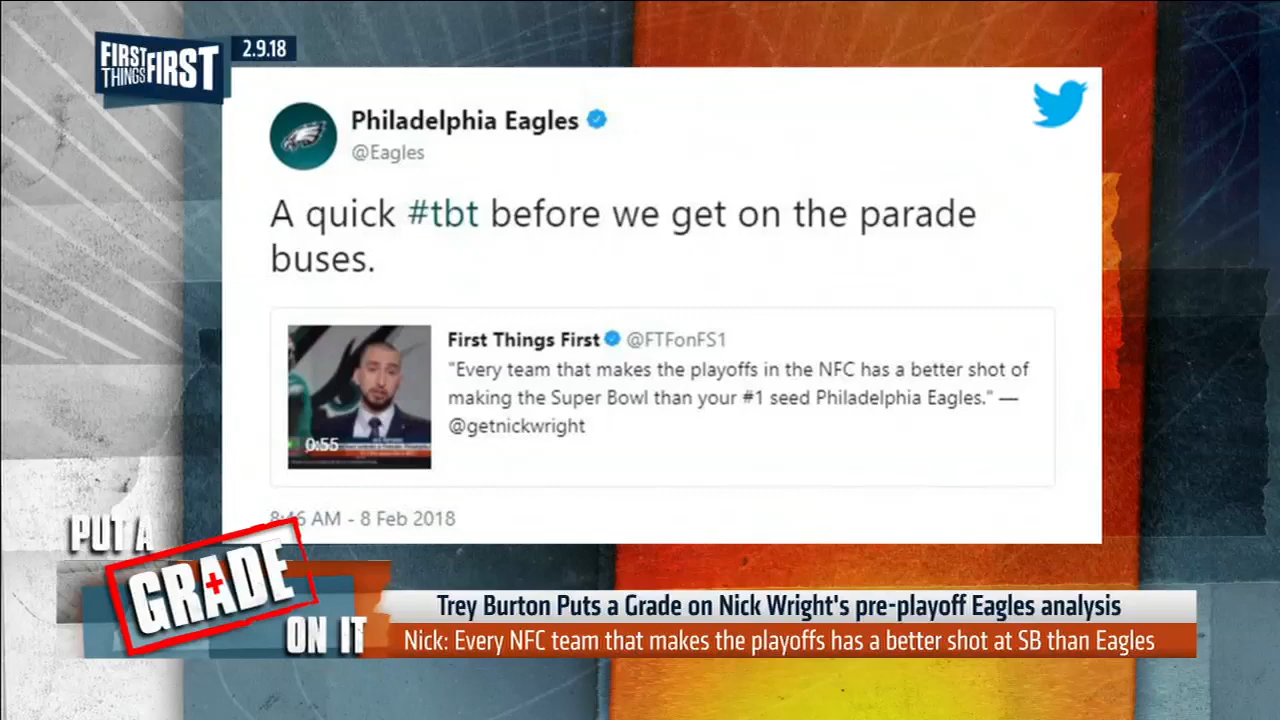 FIRST
THINGS FIRST
2.9.18
Philadelphia Eagles
@Eagles
A quick #tbt before we get on the parade
buses.
First Things First @FTFonFS1
"Every team that makes the playoffs in the NFC has a better shot of
making the Super Bowl than your #1 seed Philadelphia Eagles." —
@getnickwright
0:55
8:46 AM - 8 Feb 2018
PUT A
GRADE
ON IT
Trey Burton Puts a Grade on Nick Wright's pre-playoff Eagles analysis
Nick: Every NFC team that makes the playoffs has a better shot at SB than Eagles